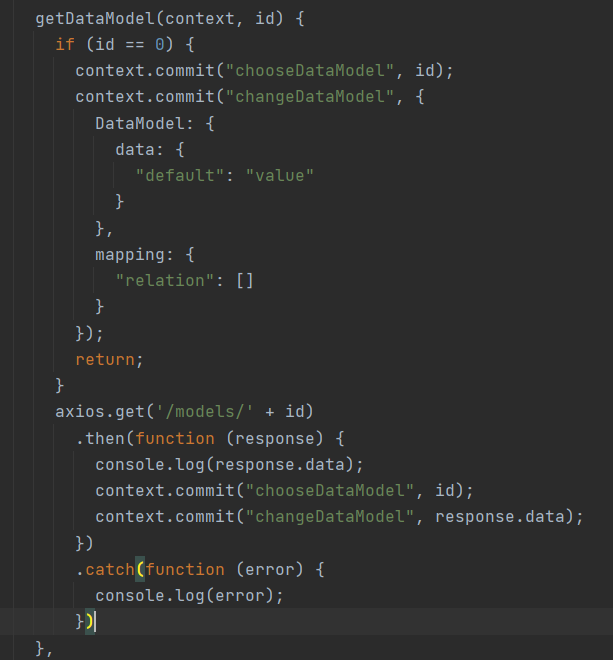 getDataModel(context, id) {
  if (id == 0) {
    context.commit("chooseDataModel", id);
    context.commit("changeDataModel", {
      DataModel: {
        data: {
          "default": "value"
        }
      },
      mapping: {
        "relation": []
      }
    });
    return;
  }
  axios.get('/models/' + id)
    .then(function (response) {
      console.log(response.data);
      context.commit("chooseDataModel", id);
      context.commit("changeDataModel", response.data);
    })
    .catch(function (error) {
      console.log(error);
    })
},